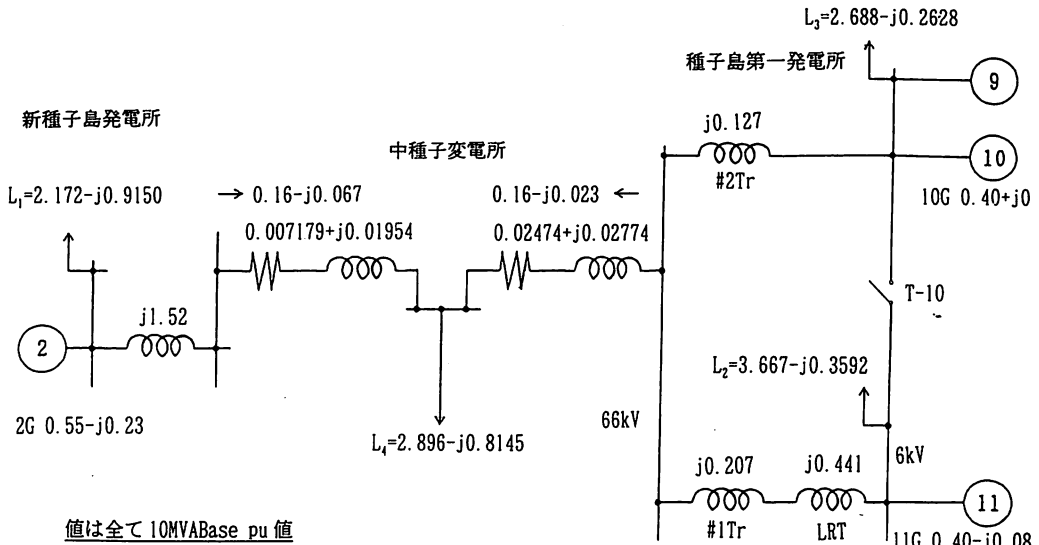 L₃=2.688-j0.2628
種子島第一発電所
9
新種子島発電所
j0.127
中種子変電所
#2Tr
10
L₁=2.172-j0.9150
0.16-j0.067
0.16-j0.023
10G 0.40+j0
0.007179+j0.01954
0.02474+j0.02774
T-10
j1.52
2
L₂=3.667-j0.3592
2G 0.55-j0.23
66kV
L₄=2.896-j0.8145
6kV
j0.207
j0.441
11
#1Tr
LRT
値は全て10MVABase pu値
11G 0.40-j0.08